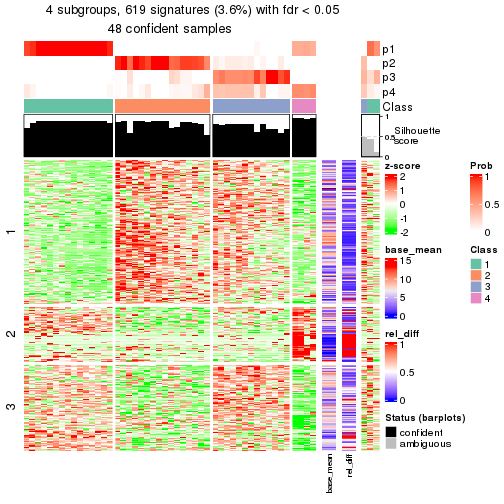 4 subgroups, 619 signatures (3.6%) with fdr < 0.05
48 confident samples
p1
p2
p3
p4
Class
1
0.5
0
Silhouette
score
1
2
3
base_mean
rel_diff
z-score
2
1
0
-1
-2
base_mean
15
10
5
0
rel_diff
1
0.5
0
Status (barplots)
confident
ambiguous
Prob
1
0.5
0
Class
1
2
3
4